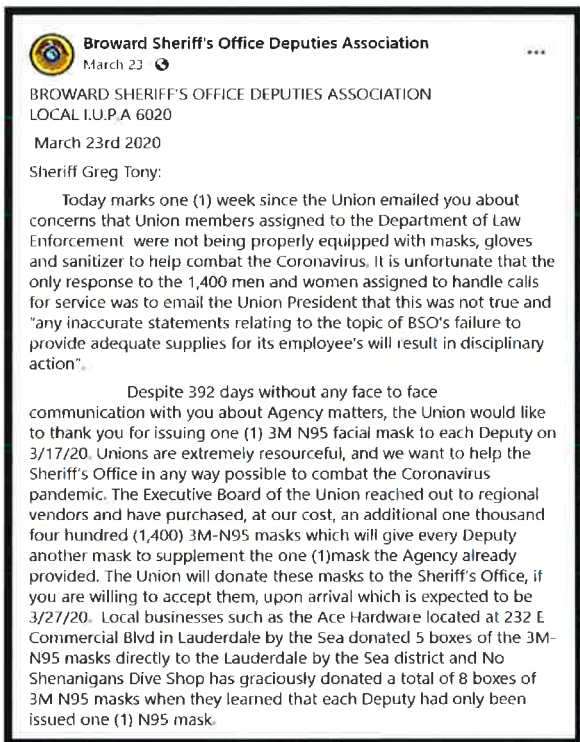 Broward Sheriff's Office Deputies Association
March 23
BROWARD SHERIFF'S OFFICE DEPUTIES ASSOCIATION
LOCAL I.U.P.A 6020
March 23rd 2020
Sheriff Greg Tony:
Today marks one (1) week since the Union emailed you about
concerns that Union members assigned to the Department of Law
Enforcement were not being properly equipped with masks, gloves
and sanitizer to help combat the Coronavirus. It is unfortunate that the
only response to the 1,400 men and women assigned to handle calls
for service was to email the Union President that this was not true and
"any inaccurate statements relating to the topic of BSO's failure to
provide adequate supplies for its employee's will result in disciplinary
action".
Despite 392 days without any face to face
communication with you about Agency matters, the Union would like
to thank you for issuing one (1) 3M N95 facial mask to each Deputy on
3/17/20. Unions are extremely resourceful, and we want to help the
Sheriff's Office in any way possible to combat the Coronavirus
pandemic. The Executive Board of the Union reached out to regional
vendors and have purchased, at our cost, an additional one thousand
four hundred (1,400) 3M-N95 masks which will give every Deputy
another mask to supplement the one (1)mask the Agency already
provided. The Union will donate these masks to the Sheriff's Office, if
you are willing to accept them, upon arrival which is expected to be
3/27/20. Local businesses such as the Ace Hardware located at 232 E
Commercial Blvd in Lauderdale by the Sea donated 5 boxes of the 3M-
N95 masks directly to the Lauderdale by the Sea district and No
Shenanigans Dive Shop has graciously donated a total of 8 boxes of
3M N95 masks when they learned that each Deputy had only been
issued one (1) N95 mask.